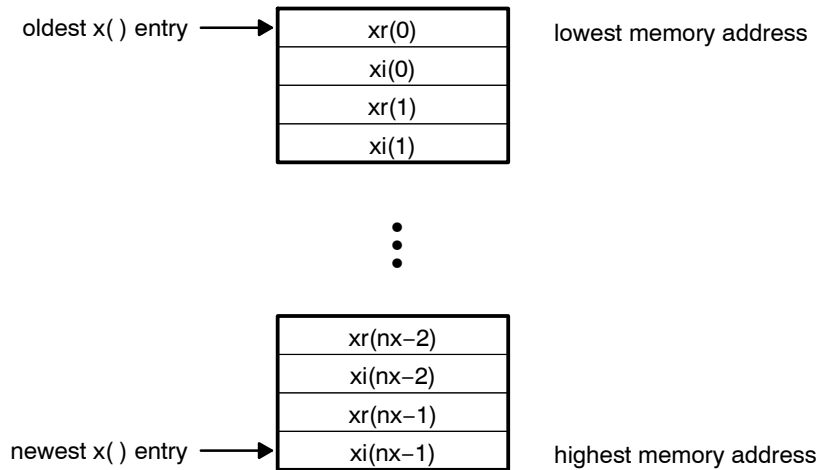 oldest x( ) entry xr(0) lowest memory address
xi(0)
xr(1)
xi(1)
xr(nx−2)
xi(nx−2)
xr(nx−1)
newest x( ) entry xi(nx−1) highest memory address